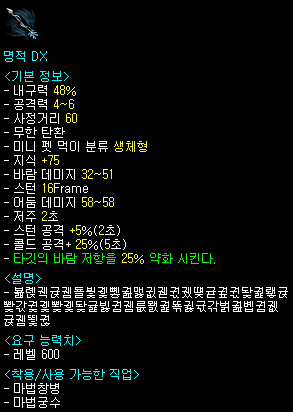 명적 DX
<기본 정보>
- 내구력 48%
- 공격력 4~6
- 사정거리 60
- 무한 탄환
- 미니 펫 먹이 분류 생체형
- 지식 +75
- 바람 데미지 32~51
- 스턴 16Frame
- 어둠 데미지 58~58
- 저주 2초
- 스턴 공격 +5%(2초)
- 콜드 공격+ 25%(5초)
- 타깃의 바람 저항을 25% 약화 시킨다.
<설명>
<요구 능력치>
- 레벨 600
<착용/사용 가능한 직업>
- 마법창병
- 마법궁수